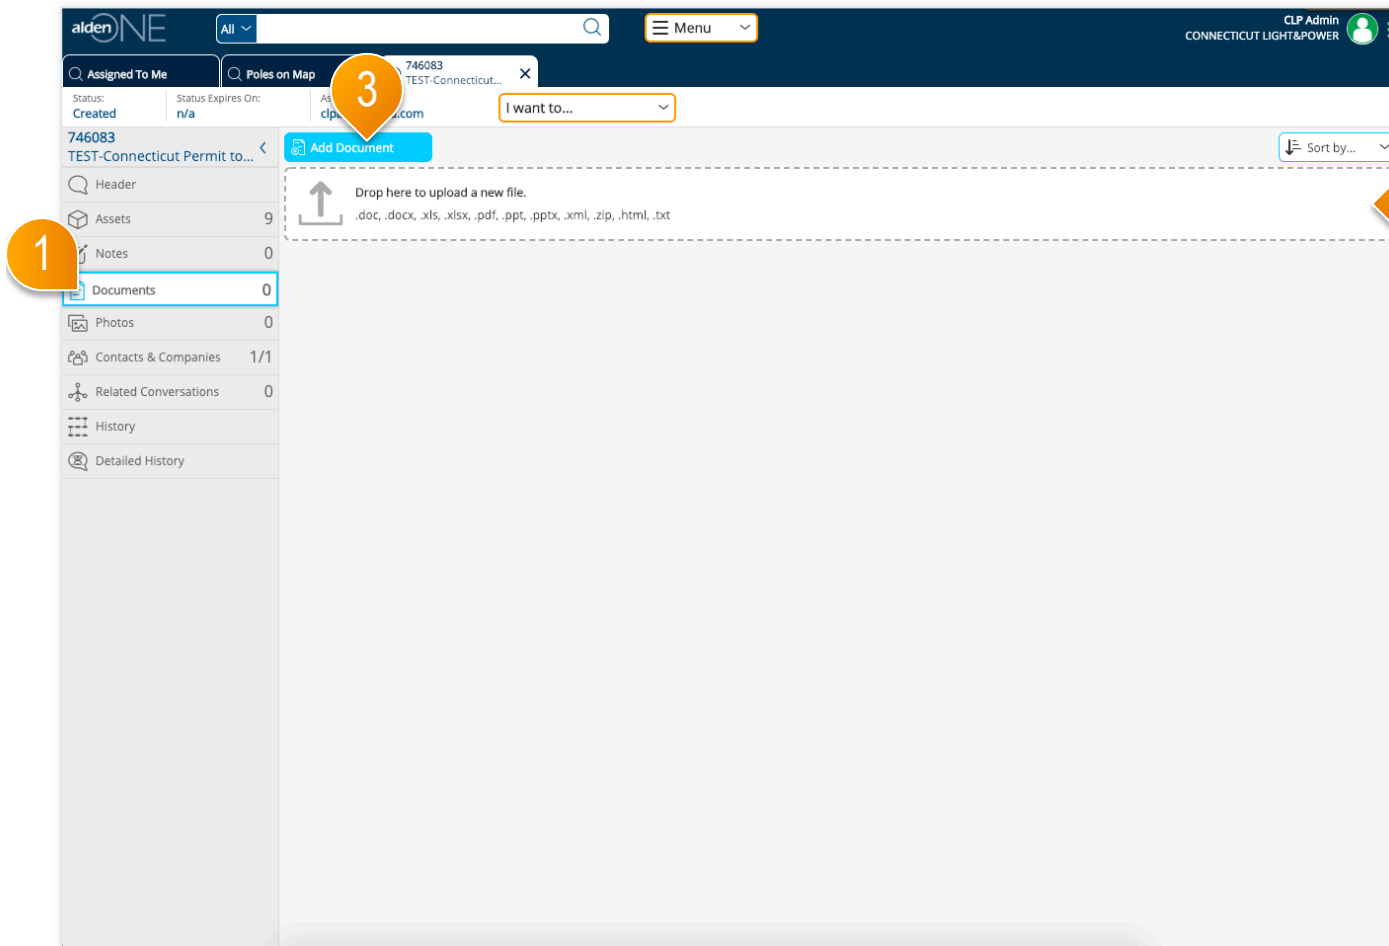 alden ONE
All
Menu
CLP Admin
CONNECTICUT LIGHT&POWER
Assigned To Me
Poles on Map
746083
TEST-Connecticut...
3
Status:
Created
Status Expires On:
n/a
.com
I want to...
746083
TEST-Connecticut Permit to...
Add Document
Sort by...
Header
Drop here to upload a new file.
.doc, .docx, .xls, .xlsx, .pdf, .ppt, .pptx, .xml, .zip, .html, .txt
Assets 9
1
Notes 0
Documents 0
Photos 0
Contacts & Companies 1/1
Related Conversations 0
History
Detailed History